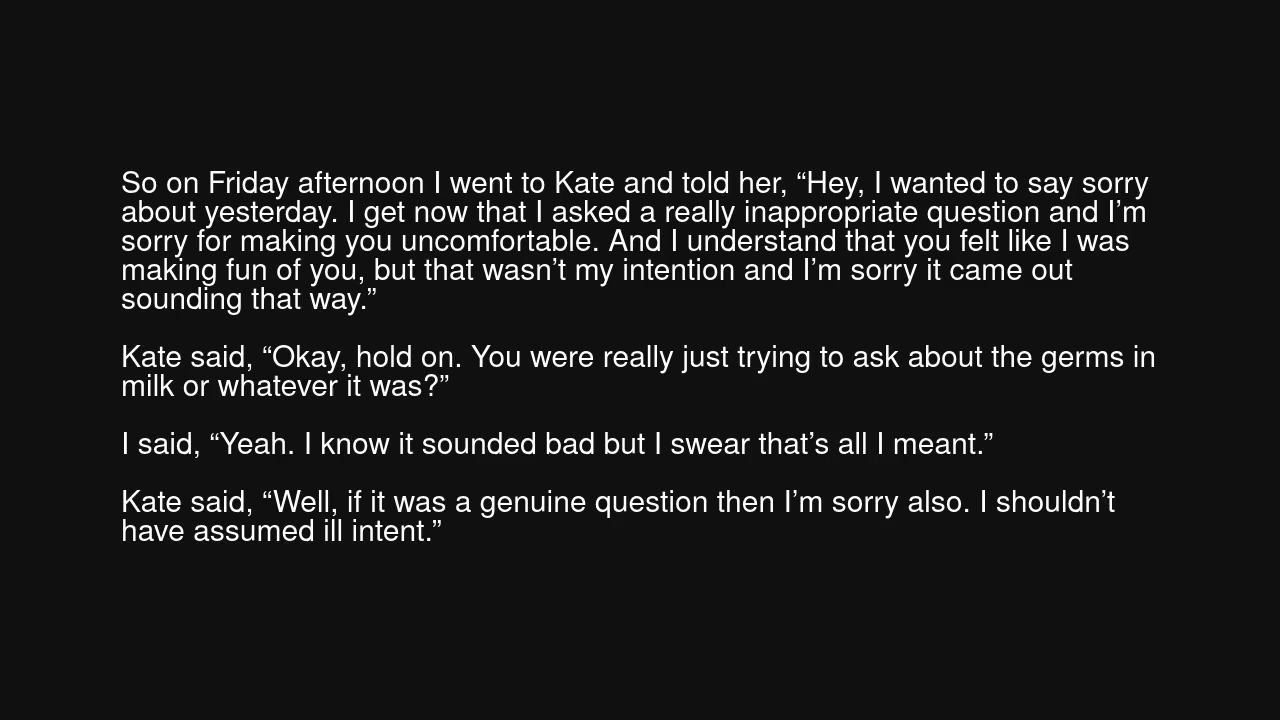 So on Friday afternoon I went to Kate and told her, “Hey, I wanted to say sorry
about yesterday. I get now that I asked a really inappropriate question and I’m
sorry for making you uncomfortable. And I understand that you felt like I was
making fun of you, but that wasn’t my intention and I’m sorry it came out
sounding that way.”
Kate said, “Okay, hold on. You were really just trying to ask about the germs in
milk or whatever it was?”
I said, “Yeah. I know it sounded bad but I swear that’s all I meant.”
Kate said, “Well, if it was a genuine question then I’m sorry also. I shouldn’t
have assumed ill intent.”